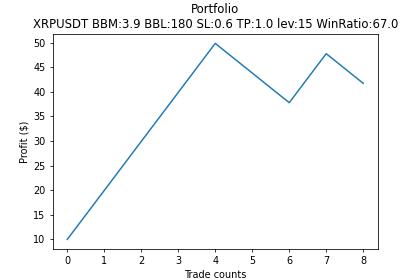 Portfolio
XRPUSDT BBM:3.9 BBL:180 SL:0.6 TP:1.0 lev:15 WinRatio:67.0
50
45
40
35
30
25
20
15
10
Profit ($)
0 1 2 3 4 5 6 7 8
Trade counts